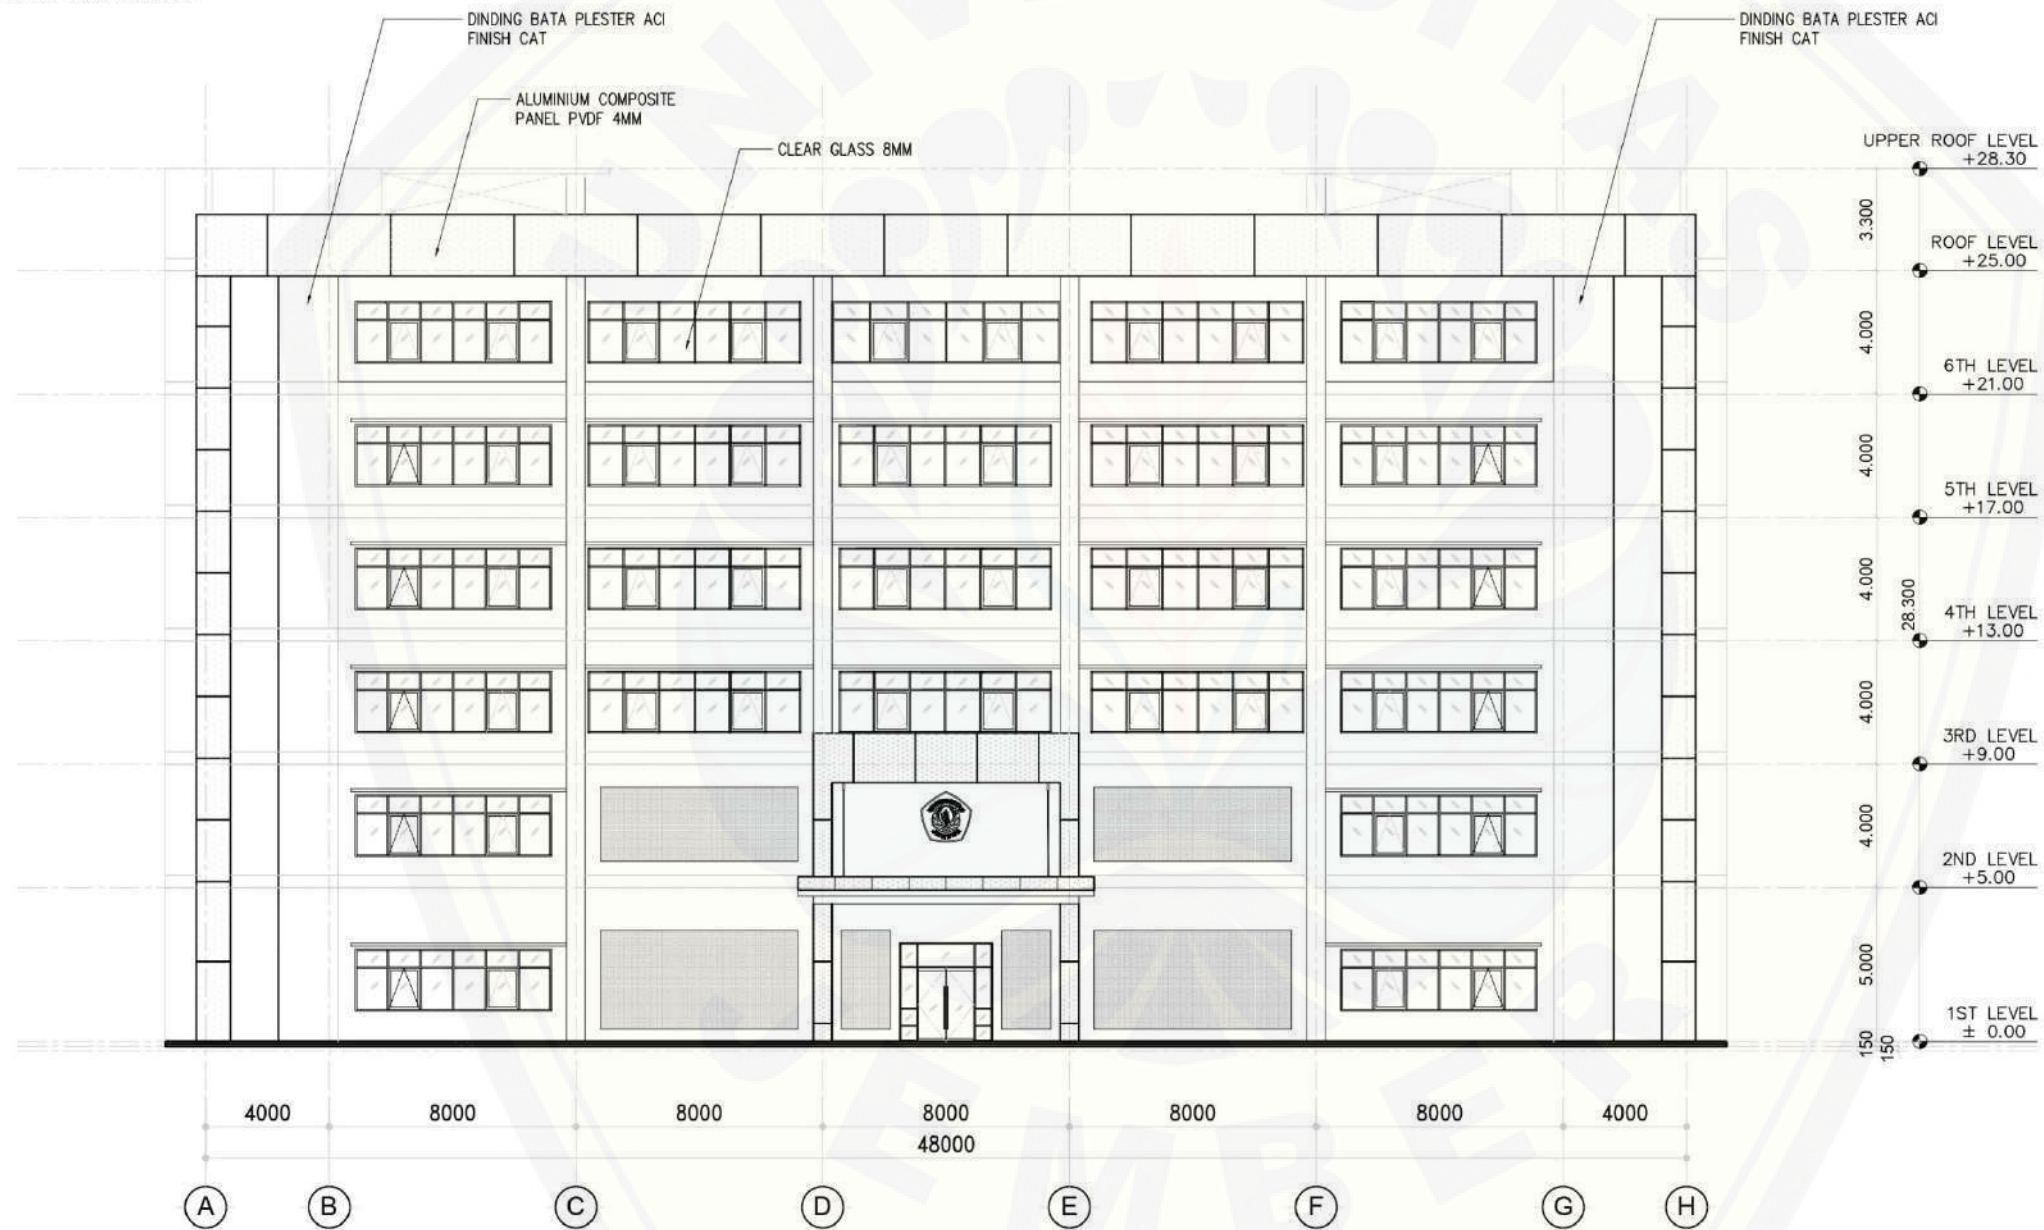 DINDING BATA PLESTER ACI
FINISH CAT
DINDING BATA PLESTER ACI
FINISH CAT
ALUMINIUM COMPOSITE
PANEL PVDF 4MM
CLEAR GLASS 8MM
UNIVERSITAS
JEMBER
UPPER ROOF LEVEL
+28.30
3.300
ROOF LEVEL
+25.00
4.000
6TH LEVEL
+21.00
4.000
5TH LEVEL
+17.00
4.000
28.300
4TH LEVEL
+13.00
4.000
3RD LEVEL
+9.00
4.000
2ND LEVEL
+5.00
5.000
1ST LEVEL
± 0.00
150
150
4000 8000 8000 8000 8000 8000 4000
48000
A B C D E F G H